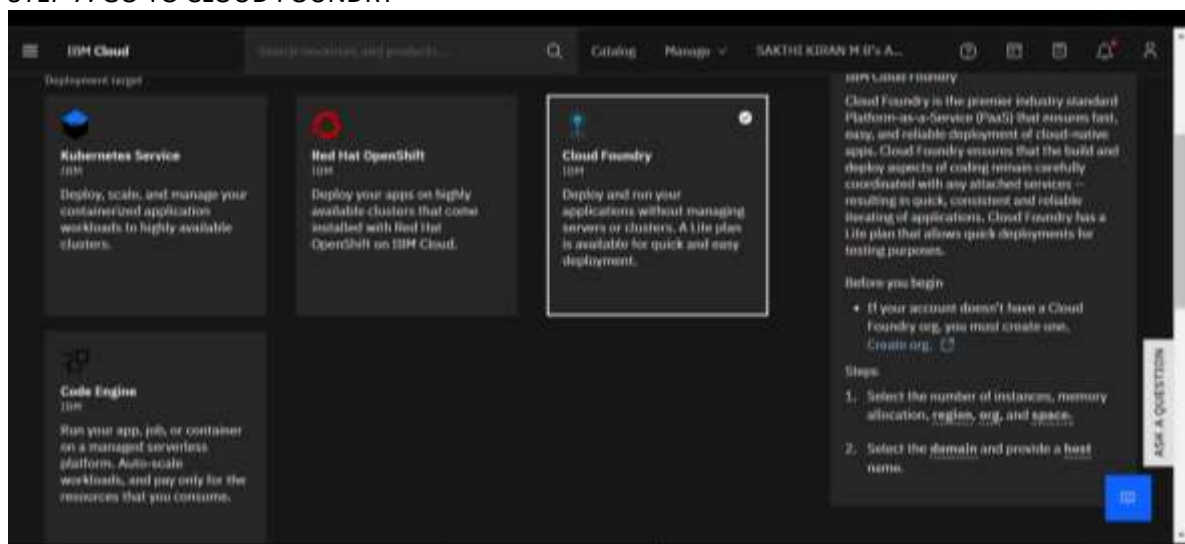 IBM Cloud
Search resources and products...
Catalog
Manage
SAKTHI KIRAN M B's A...
Deployment target
Kubernetes Service
IBM
Deploy, scale, and manage your
containerized application
workloads to highly available
clusters.
Red Hat OpenShift
IBM
Deploy your apps on highly
available clusters that come
installed with Red Hat
OpenShift on IBM Cloud.
Cloud Foundry
IBM
Deploy and run your
applications without managing
servers or clusters. A Lite plan
is available for quick and easy
deployment.
Code Engine
IBM
Run your app, job, or container
on a managed serverless
platform. Auto-scale
workloads, and pay only for the
resources that you consume.
IBM Cloud Foundry
Cloud Foundry is the premier industry standard
Platform-as-a-Service (PaaS) that ensures fast,
easy, and reliable deployment of cloud-native
apps. Cloud Foundry ensures that the build and
deploy aspects of coding remain carefully
coordinated with any attached services —
resulting in quick, consistent and reliable
iterating of applications. Cloud Foundry has a
Lite plan that allows quick deployments for
testing purposes.
Before you begin
• If your account doesn't have a Cloud
Foundry org, you must create one.
Create org.
Steps
1. Select the number of instances, memory
allocation, region, org, and space.
2. Select the domain and provide a host
name.
ASK A QUESTION